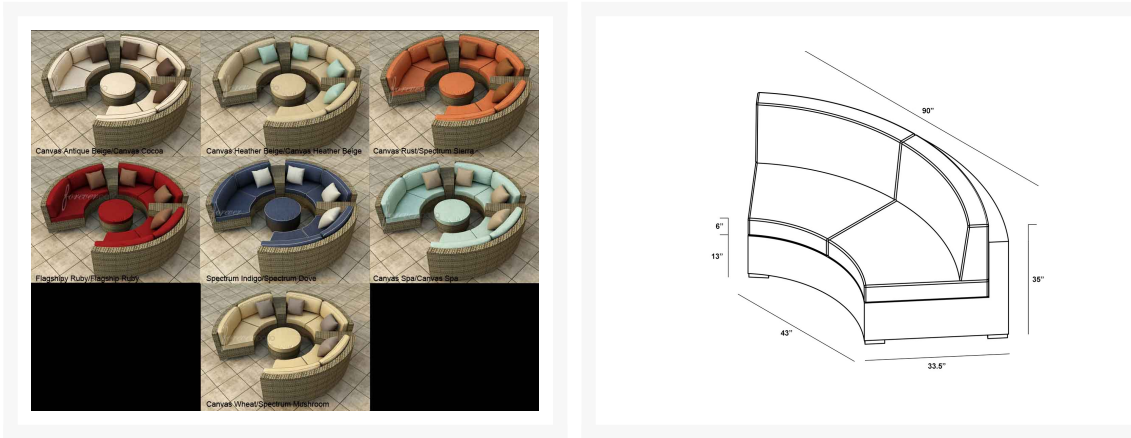 Canvas Antique Beige/Canvas Cocoa
Canvas Heather Beige/Canvas Heather Beige
Canvas Rust/Spectrum Sierra
Flagshipy Ruby/Flagship Ruby
Spectrum Indigo/Spectrum Dove
Canvas Spa/Canvas Spa
Canvas Wheat/Spectrum Mushroom
90"
6"
13"
35"
43"
33.5"